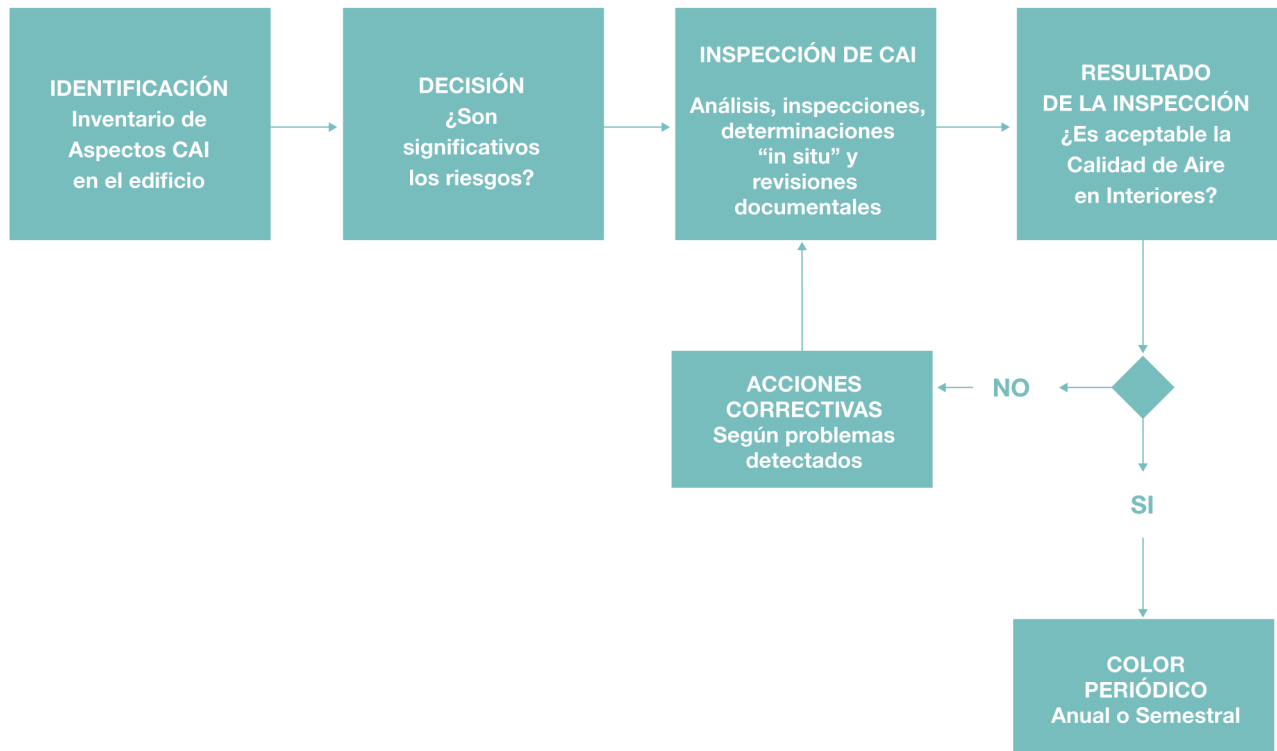 IDENTIFICACIÓN
Inventario de
Aspectos CAI
en el edificio
DECISIÓN
¿Son
significativos
los riesgos?
INSPECCIÓN DE CAI
Análisis, inspecciones,
determinaciones
“in situ” y
revisiones
documentales
RESULTADO
DE LA INSPECCIÓN
¿Es aceptable la
Calidad de Aire
en Interiores?
ACCIONES
CORRECTIVAS
Según problemas
detectados
NO
SI
COLOR
PERIÓDICO
Anual o Semestral